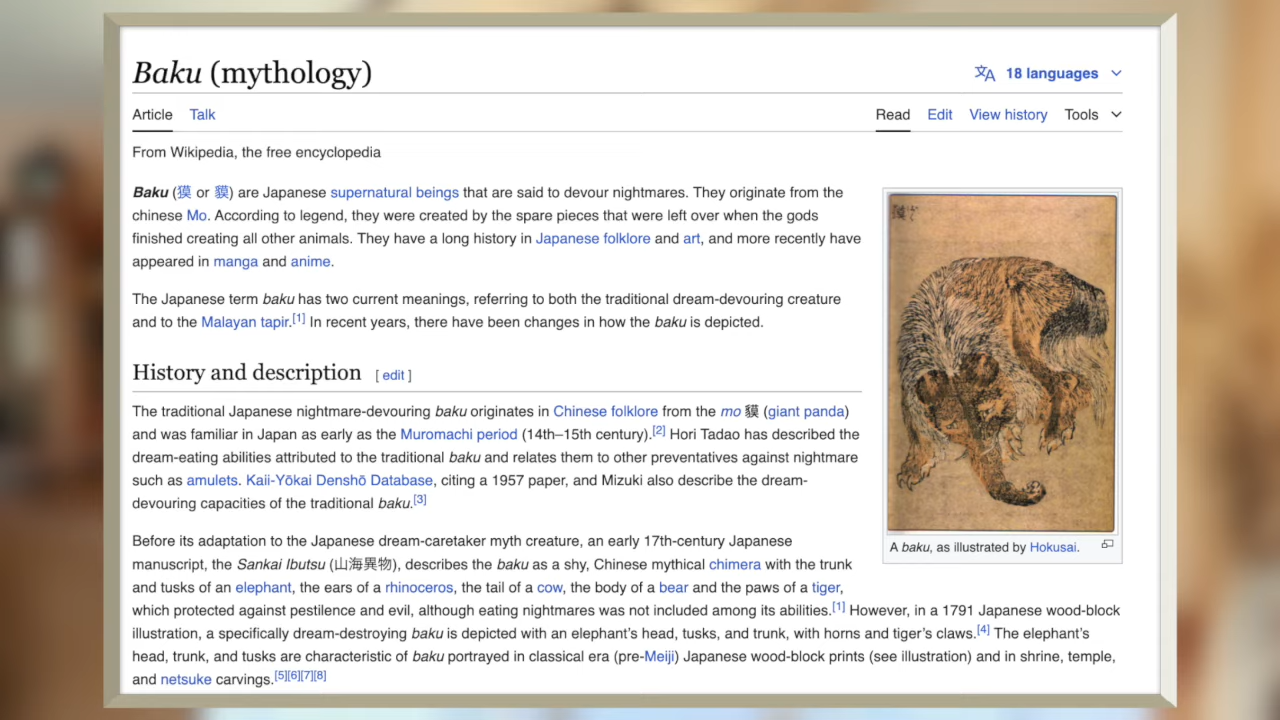 Baku (mythology)
18 languages
Article Talk
Read Edit View history Tools
From Wikipedia, the free encyclopedia
Baku (獏 or 貘) are Japanese supernatural beings that are said to devour nightmares. They originate from the
chinese Mo. According to legend, they were created by the spare pieces that were left over when the gods
finished creating all other animals. They have a long history in Japanese folklore and art, and more recently have
appeared in manga and anime.
The Japanese term baku has two current meanings, referring to both the traditional dream-devouring creature
and to the Malayan tapir.[1] In recent years, there have been changes in how the baku is depicted.
A baku, as illustrated by Hokusai.
History and description [ edit ]
The traditional Japanese nightmare-devouring baku originates in Chinese folklore from the mo 貘 (giant panda)
and was familiar in Japan as early as the Muromachi period (14th–15th century).[2] Hori Tadao has described the
dream-eating abilities attributed to the traditional baku and relates them to other preventatives against nightmare
such as amulets. Kaii-Yōkai Denshō Database, citing a 1957 paper, and Mizuki also describe the dream-
devouring capacities of the traditional baku.[3]
Before its adaptation to the Japanese dream-caretaker myth creature, an early 17th-century Japanese
manuscript, the Sankai Ibutsu (山海異物), describes the baku as a shy, Chinese mythical chimera with the trunk
and tusks of an elephant, the ears of a rhinoceros, the tail of a cow, the body of a bear and the paws of a tiger,
which protected against pestilence and evil, although eating nightmares was not included among its abilities.[1] However, in a 1791 Japanese wood-block
illustration, a specifically dream-destroying baku is depicted with an elephant's head, tusks, and trunk, with horns and tiger's claws.[4] The elephant's
head, trunk, and tusks are characteristic of baku portrayed in classical era (pre-Meiji) Japanese wood-block prints (see illustration) and in shrine, temple,
and netsuke carvings.[5][6][7][8]